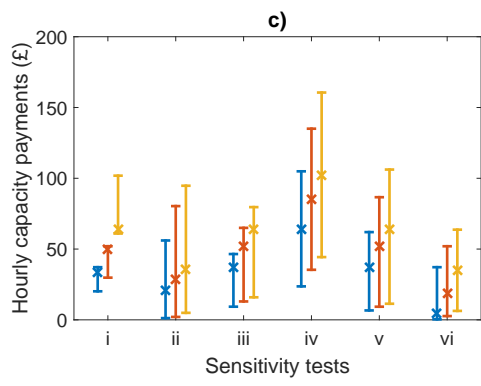 c)
Hourly capacity payments (£)
200
150
100
50
0
i ii iii iv v vi
Sensitivity tests